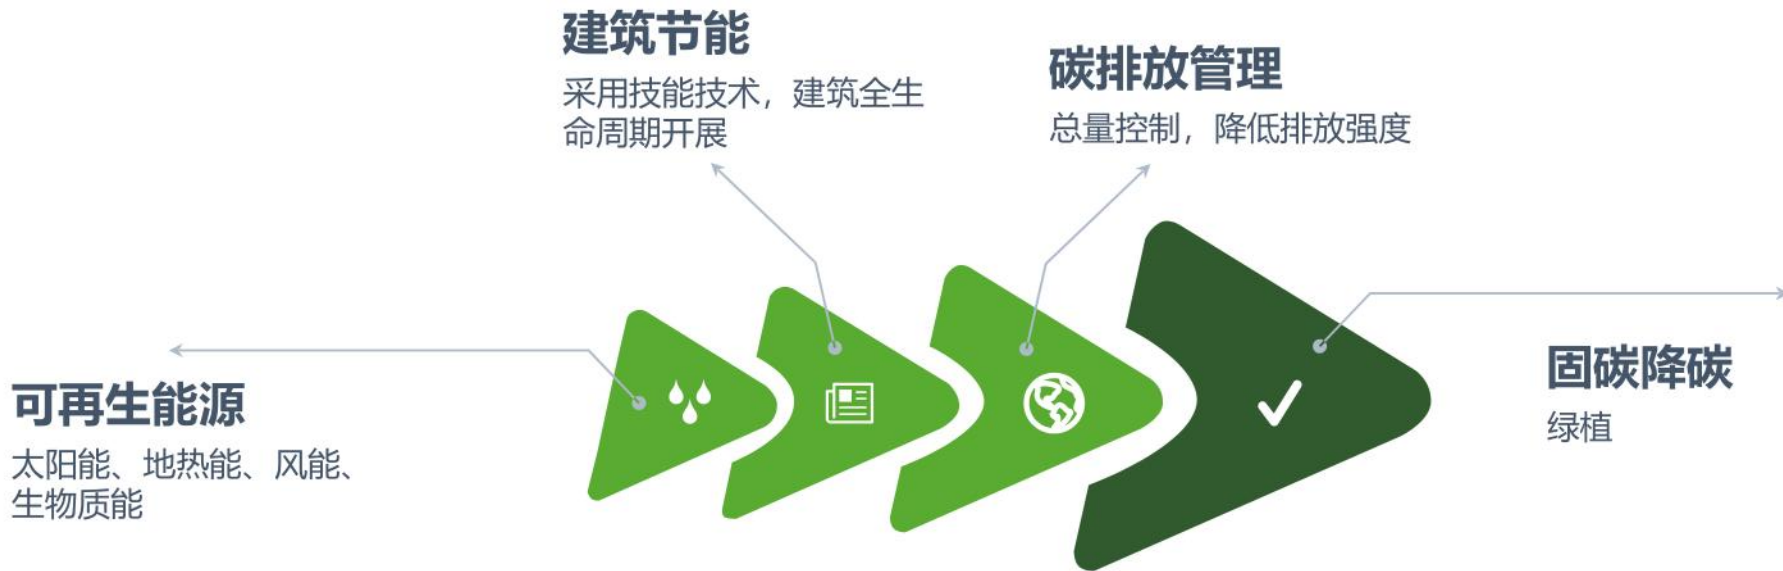 建筑节能
采用技能技术，建筑全生
命周期开展
碳排放管理
总量控制，降低排放强度
可再生能源
太阳能、地热能、风能、
生物质能
固碳降碳
绿植